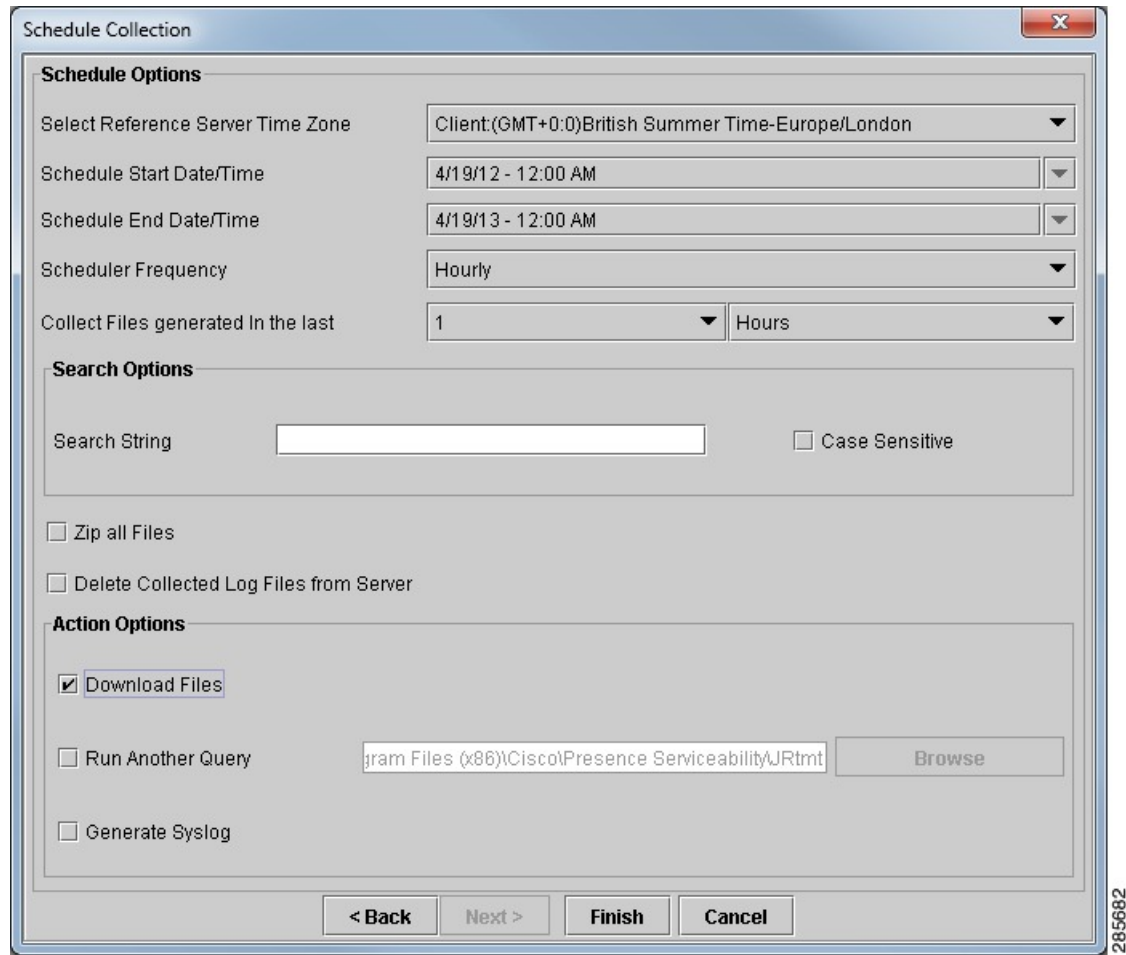 Schedule Collection
Schedule Options
Select Reference Server Time Zone
Client:(GMT+0:0)British Summer Time-Europe/London
Schedule Start Date/Time
4/19/12 - 12:00 AM
Schedule End Date/Time
4/19/13 - 12:00 AM
Scheduler Frequency
Hourly
Collect Files generated In the last
1
Hours
Search Options
Search String
Case Sensitive
Zip all Files
Delete Collected Log Files from Server
Action Options
Download Files
Run Another Query
gram Files (x86)\Cisco\Presence Serviceability\JRtmt
Browse
Generate Syslog
< Back
Next >
Finish
Cancel
285682